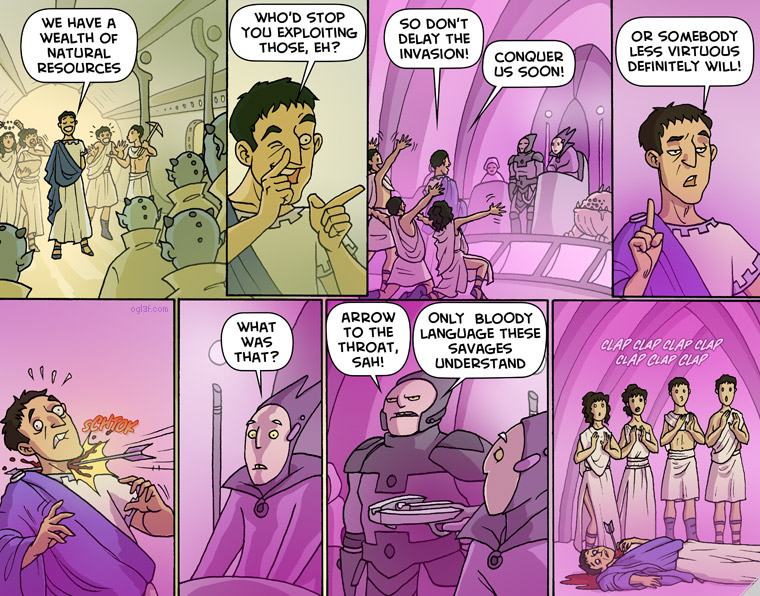 WE HAVE A
WEALTH OF
NATURAL
RESOURCES
WHO'D STOP
YOU EXPLOITING
THOSE, EH?
SO DON'T
DELAY THE
INVASION!
CONQUER
US SOON!
OR SOMEBODY
LESS VIRTUOUS
DEFINITELY WILL!
oglaf.com
SCHTOK
WHAT
WAS
THAT?
ARROW
TO THE
THROAT,
SAH!
ONLY BLOODY
LANGUAGE THESE
SAVAGES
UNDERSTAND
CLAP CLAP CLAP CLAP
CLAP CLAP CLAP